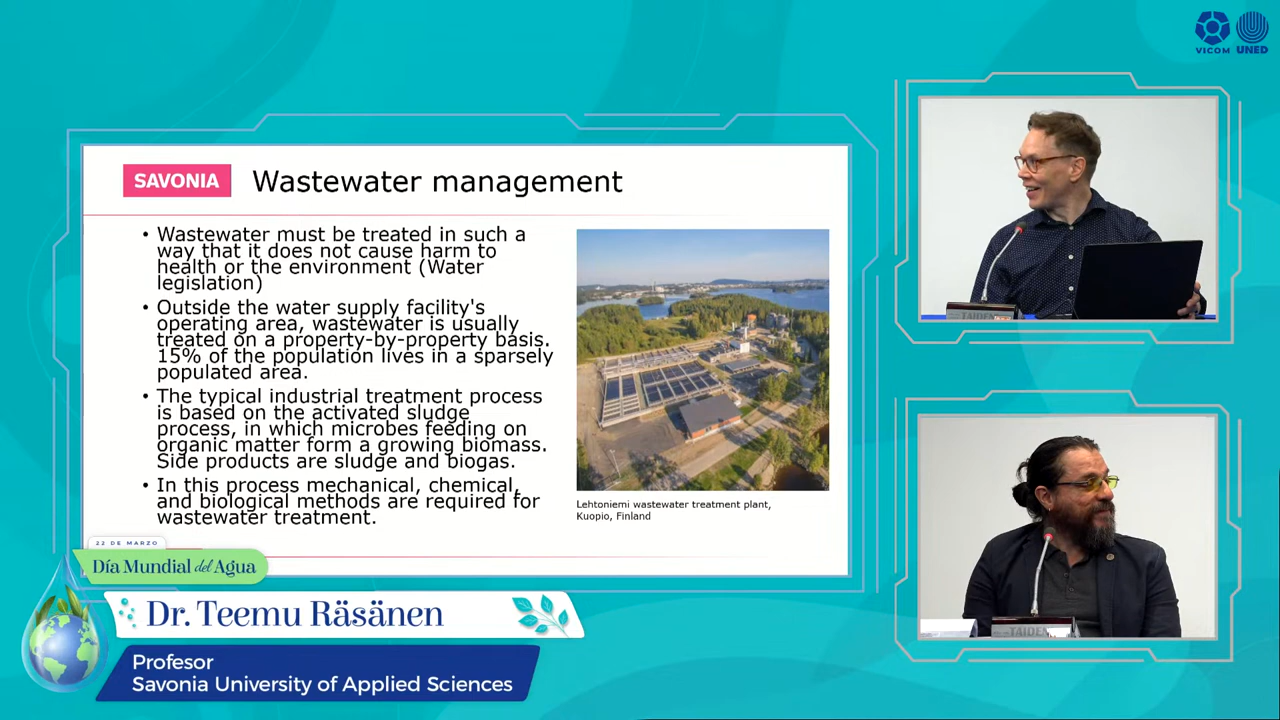 VICOM UNED
SAVONIA
Wastewater management
• Wastewater must be treated in such a
way that it does not cause harm to
health or the environment (Water
legislation)
• Outside the water supply facility's
operating area, wastewater is usually
treated on a property-by-property basis.
15% of the population lives in a sparsely
populated area.
• The typical industrial treatment process
is based on the activated sludge
process, in which microbes feeding on
organic matter form a growing biomass.
Side products are sludge and biogas.
• In this process mechanical, chemical,
and biological methods are required for
wastewater treatment.
Lehtoniemi wastewater treatment plant,
Kuopio, Finland
TAIDEN
TAIDEN
22 DE MARZO
Día Mundial del Agua
Dr. Teemu Räsänen
Profesor
Savonia University of Applied Sciences